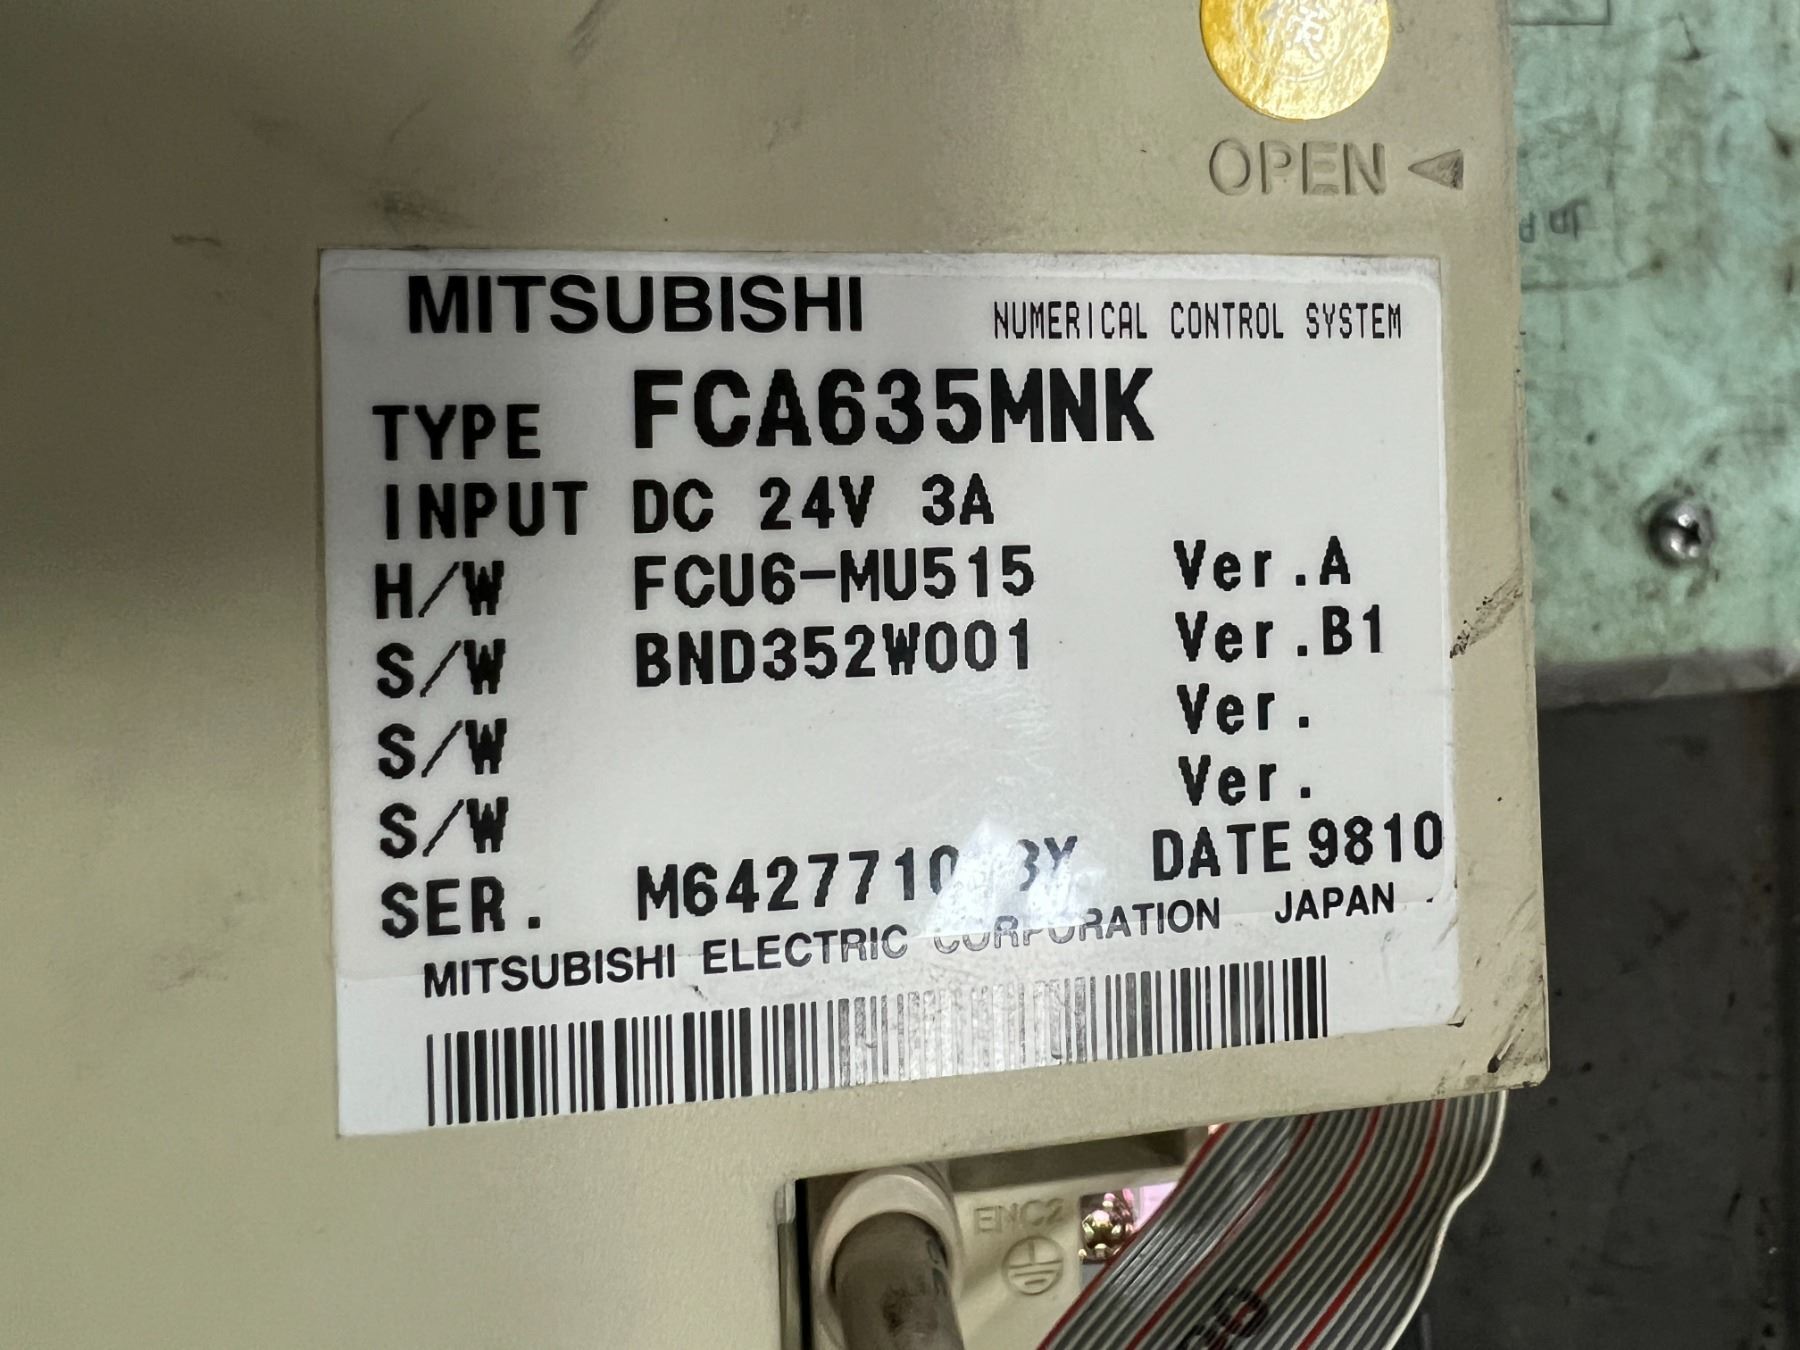 OPEN
MITSUBISHI NUMERICAL CONTROL SYSTEM
TYPE FCA635MNK
INPUT DC 24V 3A
H/W FCU6-MU515 Ver.A
S/W BND352W001 Ver.B1
S/W Ver.
S/W Ver.
SER. DATE 9810
MITSUBISHI ELECTRIC CORPORATION JAPAN
ENC2